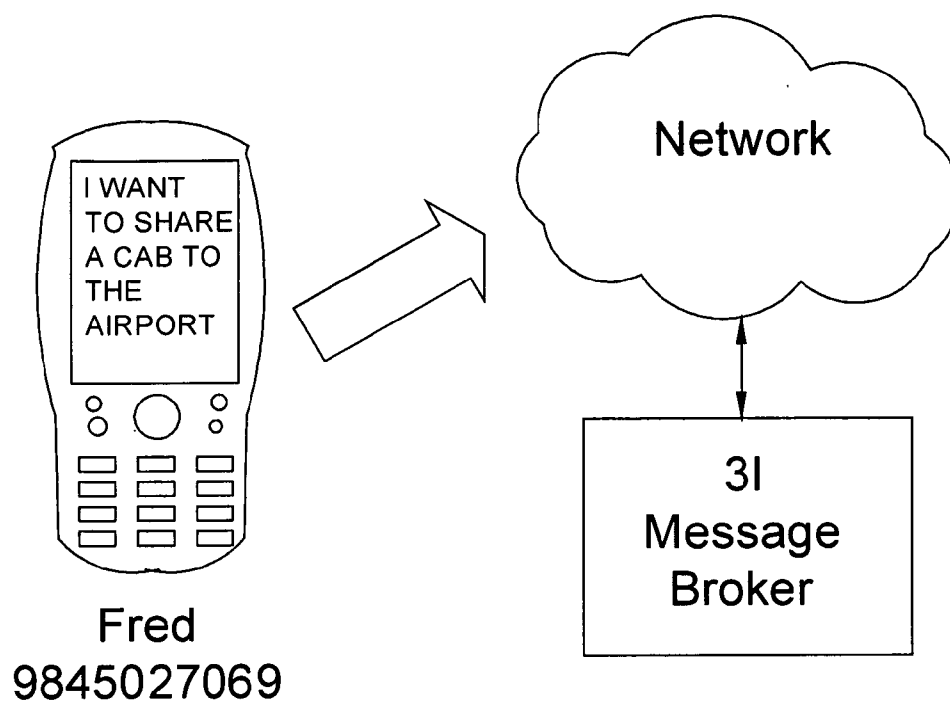 I WANT
TO SHARE
A CAB TO
THE
AIRPORT
Network
3I
Message
Broker
Fred
9845027069